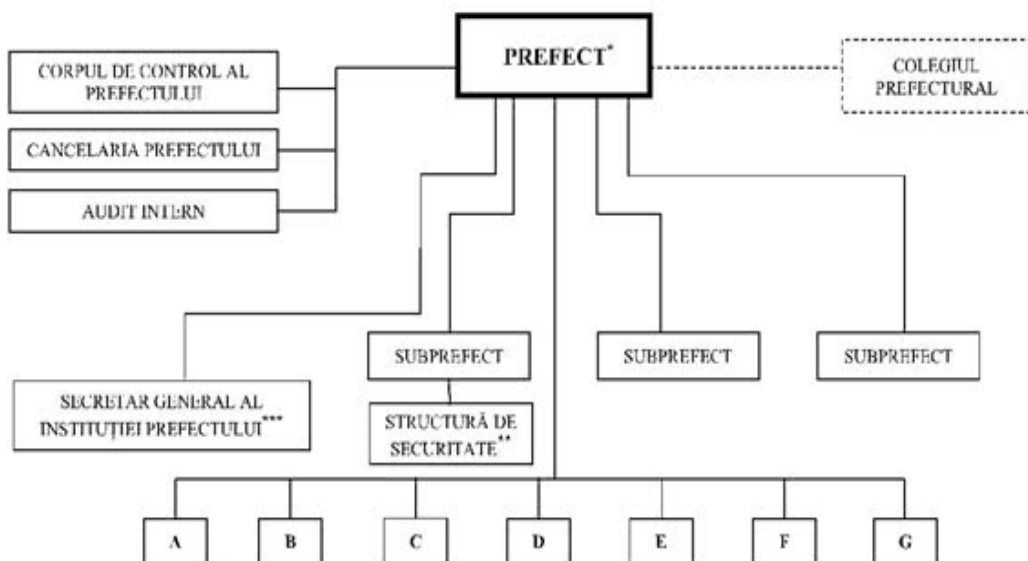 PREFECT*
CORPUL DE CONTROL AL
PREFECTULUI
COLEGIUL
PREFECTURAL
CANCELARIA PREFECTULUI
AUDIT INTERN
SUBPREFECT
SUBPREFECT
SUBPREFECT
SECRETAR GENERAL AL
INSTITUȚIEI PREFECTULUI***
STRUCTURĂ DE
SECURITATE**
A
B
C
D
E
F
G